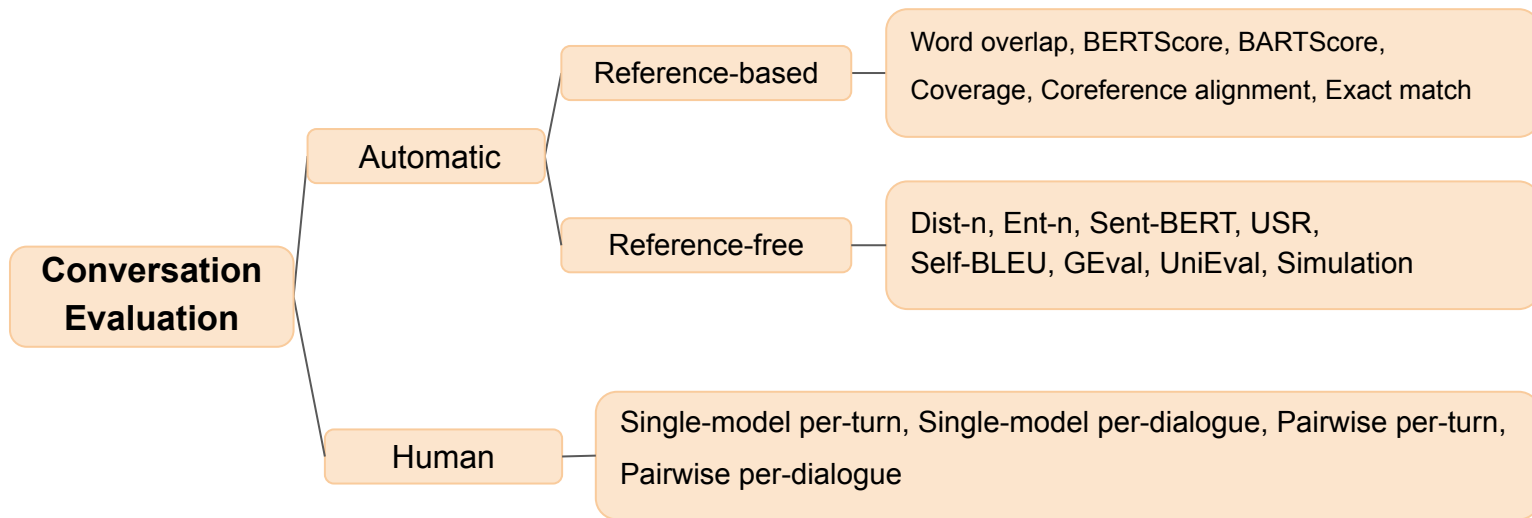 Conversation
Evaluation
Automatic
Reference-based
Word overlap, BERTScore, BARTScore,
Coverage, Coreference alignment, Exact match
Reference-free
Dist-n, Ent-n, Sent-BERT, USR,
Self-BLEU, GEval, UniEval, Simulation
Human
Single-model per-turn, Single-model per-dialogue, Pairwise per-turn,
Pairwise per-dialogue